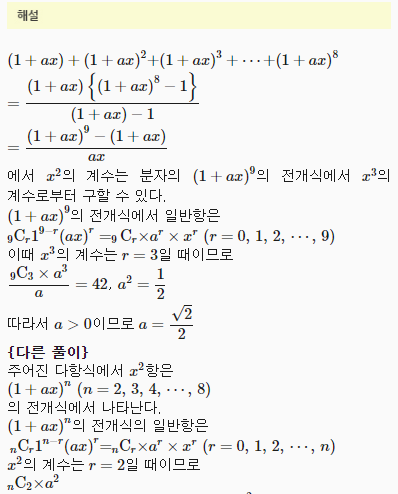 해설
(1+ax)+(1+ax)²+(1+ax)³+⋯+(1+ax)⁸
= (1+ax){(1+ax)⁸−1} / (1+ax)−1
= (1+ax)⁹−(1+ax) / ax
에서 x²의 계수는 분자의 (1+ax)⁹의 전개식에서 x³의
계수로부터 구할 수 있다.
(1+ax)⁹의 전개식에서 일반항은
₉Cᵣ1⁹⁻ʳ(ax)ʳ=₉Cᵣ×aʳ×xʳ (r=0, 1, 2, ⋯, 9)
이때 x³의 계수는 r=3일 때이므로
₉C₃×a³ / a = 42, a² = 1/2
따라서 a>0이므로 a = √2/2
{다른 풀이}
주어진 다항식에서 x²항은
(1+ax)ⁿ (n=2, 3, 4, ⋯, 8)
의 전개식에서 나타난다.
(1+ax)ⁿ의 전개식의 일반항은
ₙCᵣ1ⁿ⁻ʳ(ax)ʳ=ₙCᵣ×aʳ×xʳ (r=0, 1, 2, ⋯, n)
x²의 계수는 r=2일 때이므로
ₙC₂×a²